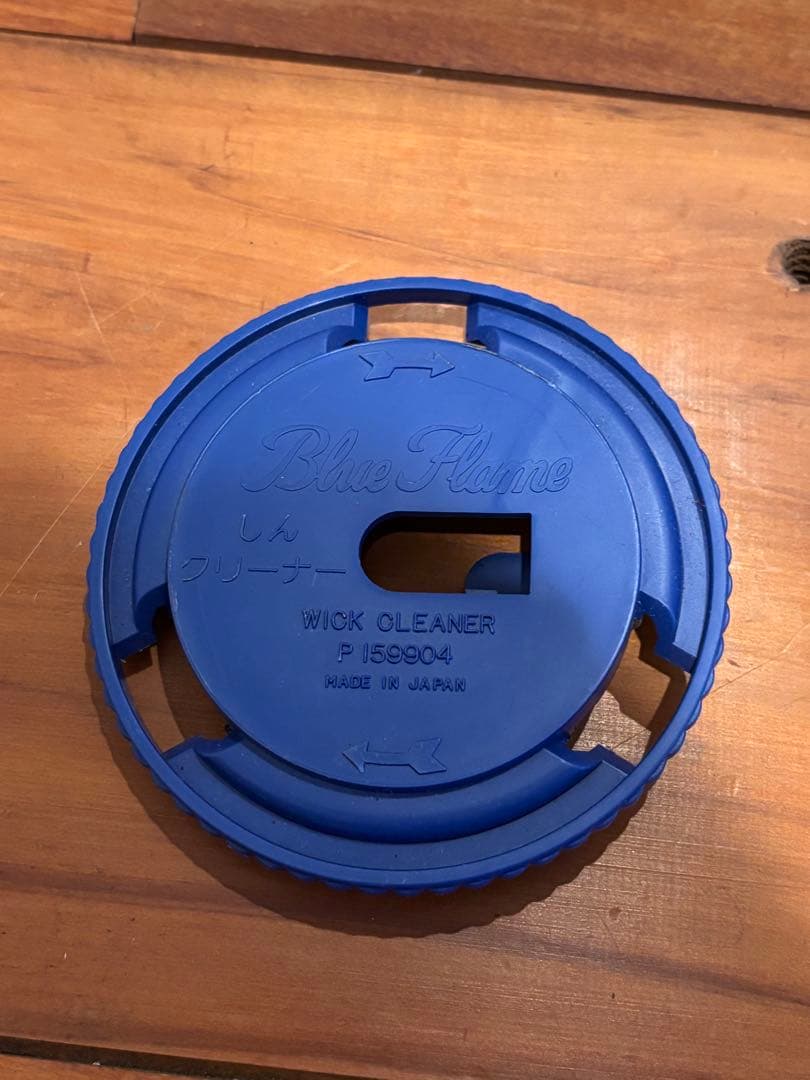 Blue Flame
しん
クリーナー
WICK CLEANER
P 159904
MADE IN JAPAN